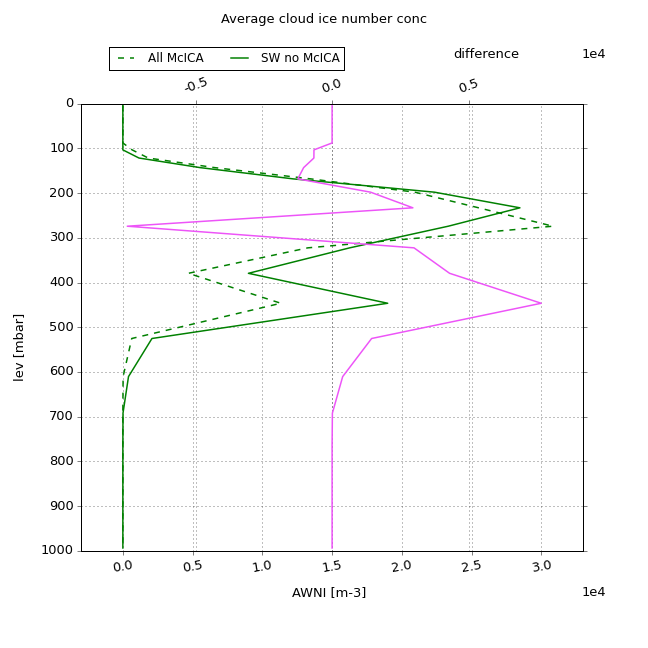 Average cloud ice number conc
All McICA
SW no McICA
difference
1e4
-0.5
0.0
0.5
0
100
200
300
400
500
600
700
800
900
1000
lev [mbar]
0.0
0.5
1.0
1.5
2.0
2.5
3.0
AWNI [m-3]
1e4